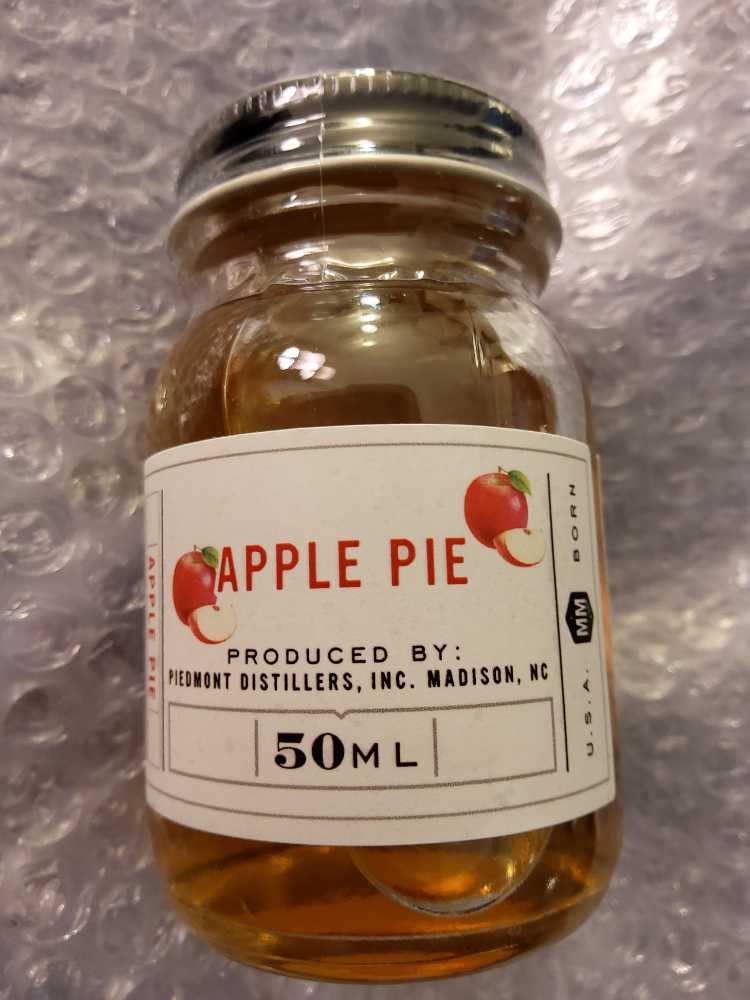 APPLE PIE
PRODUCED BY:
PIEDMONT DISTILLERS, INC. MADISON, NC
50ML
APPLE PIE
U.S.A. MM BORN